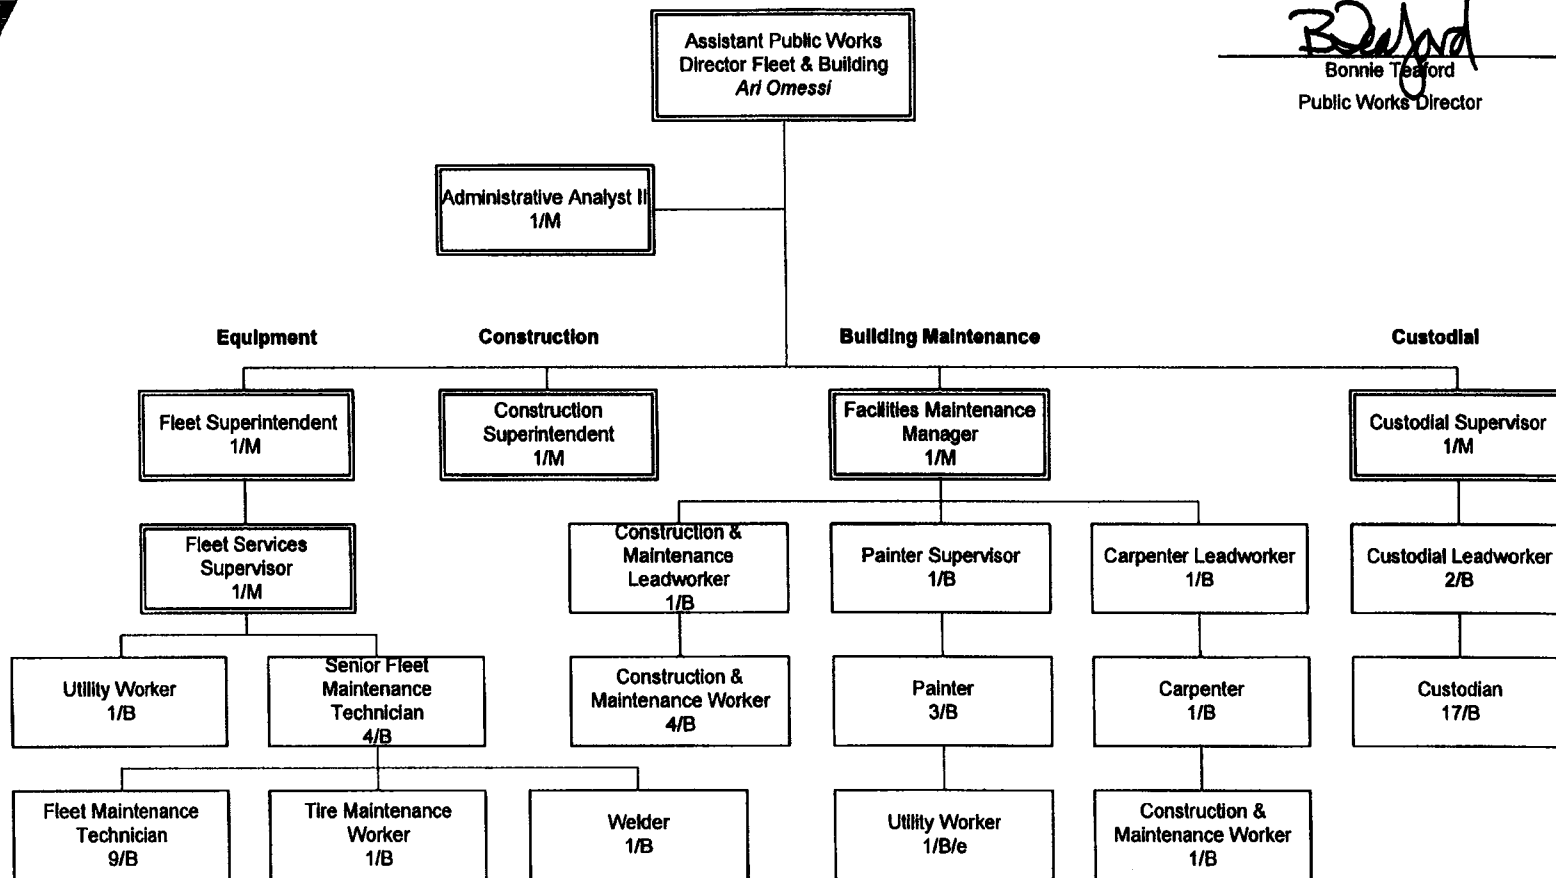 Assistant Public Works
Director Fleet & Building
Ari Omessi
BTeaford
Bonnie Teaford
Public Works Director
Administrative Analyst II
1/M
Equipment
Construction
Building Maintenance
Custodial
Fleet Superintendent
1/M
Construction
Superintendent
1/M
Facilities Maintenance
Manager
1/M
Custodial Supervisor
1/M
Fleet Services
Supervisor
1/M
Construction &
Maintenance
Leadworker
1/B
Painter Supervisor
1/B
Carpenter Leadworker
1/B
Custodial Leadworker
2/B
Utility Worker
1/B
Senior Fleet
Maintenance
Technician
4/B
Construction &
Maintenance Worker
4/B
Painter
3/B
Carpenter
1/B
Custodian
17/B
Fleet Maintenance
Technician
9/B
Tire Maintenance
Worker
1/B
Welder
1/B
Utility Worker
1/B/e
Construction &
Maintenance Worker
1/B